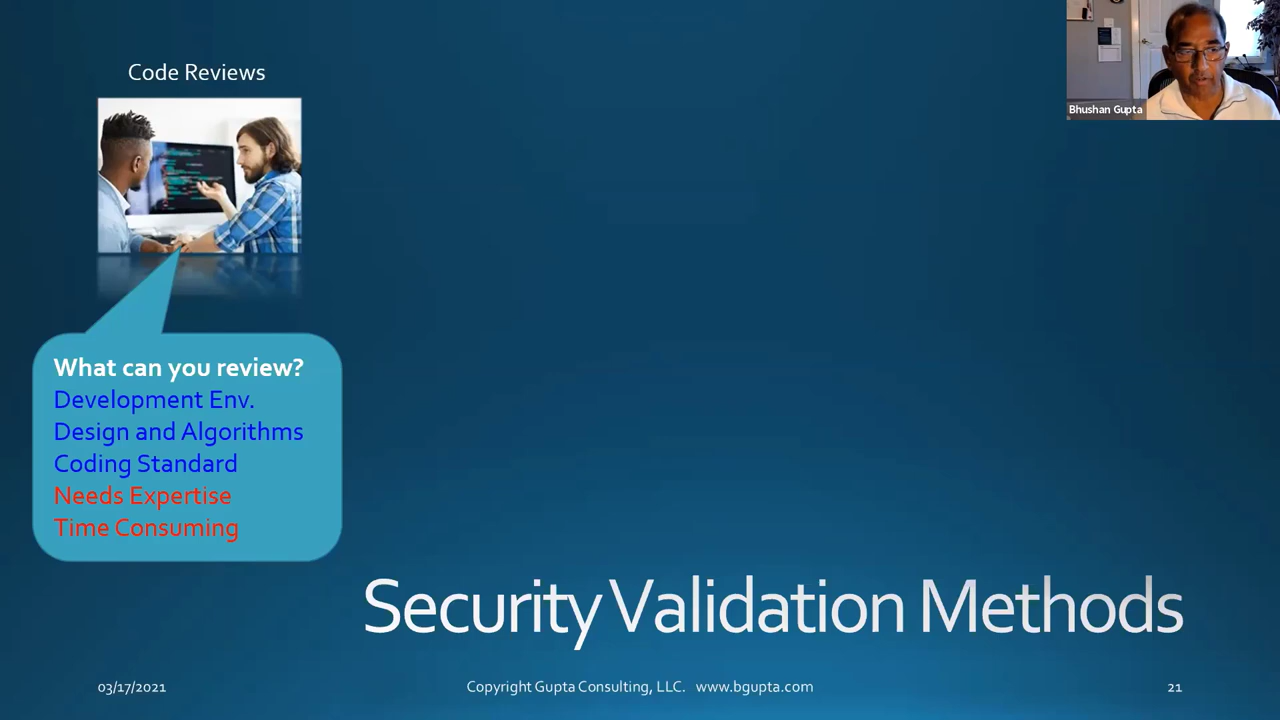 Code Reviews
Bhushan Gupta
What can you review?
Development Env.
Design and Algorithms
Coding Standard
Needs Expertise
Time Consuming
Security Validation Methods
03/17/2021
Copyright Gupta Consulting, LLC. www.bgupta.com
21